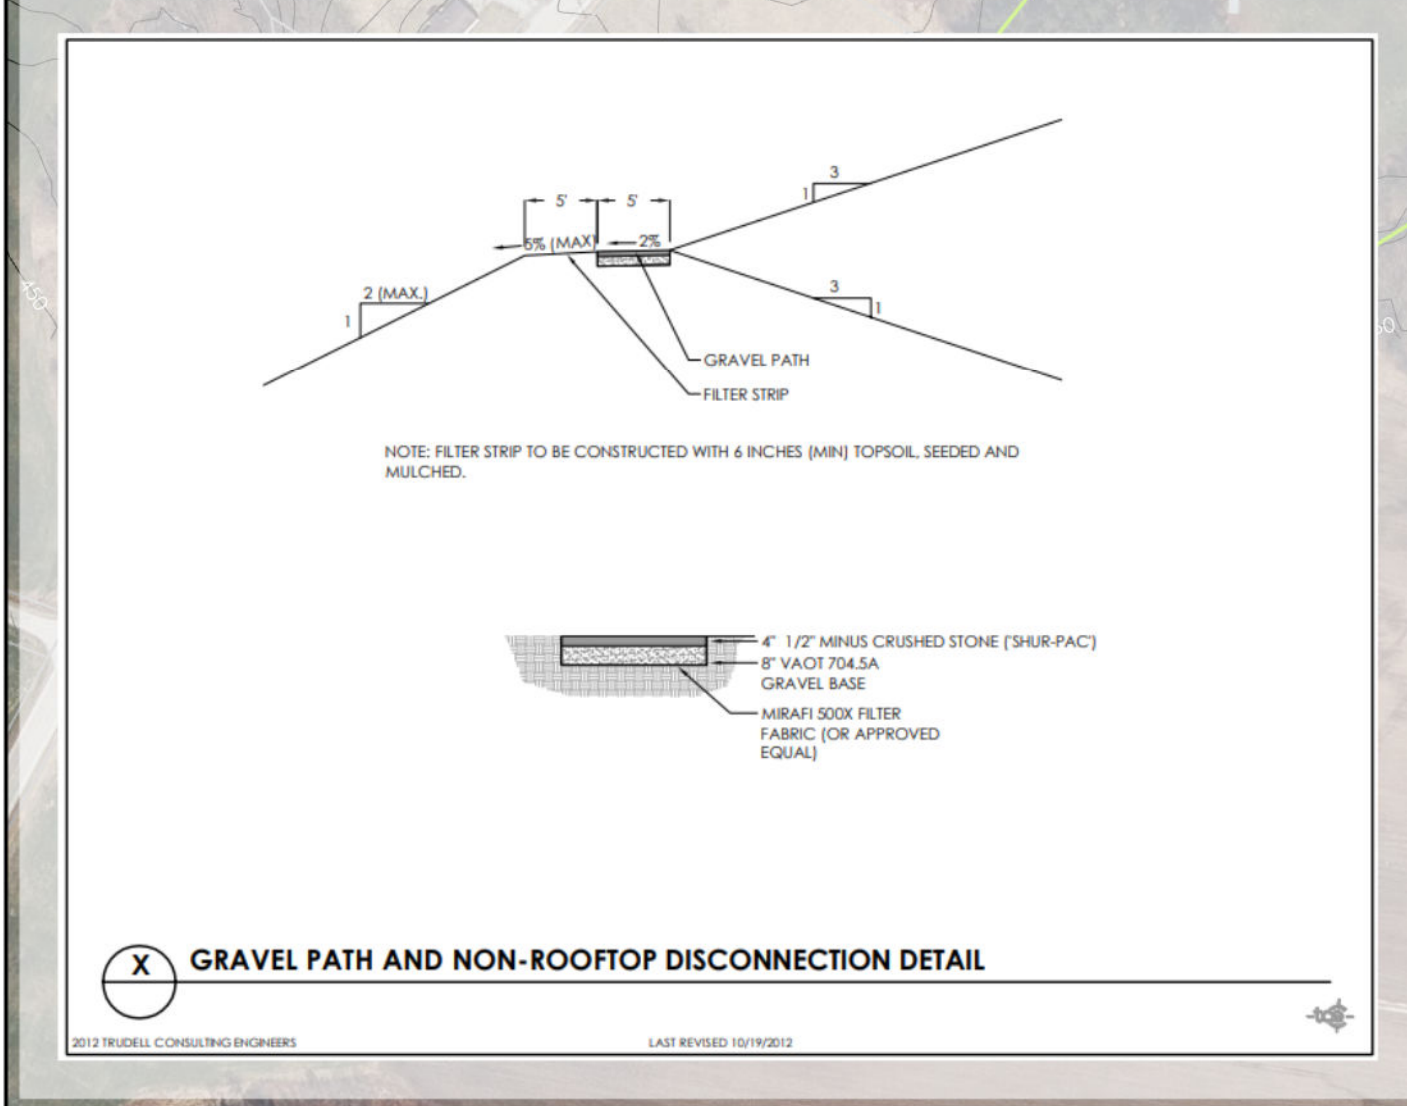 3
1
5'
5'
5% (MAX)
2%
2 (MAX.)
1
3
1
450
GRAVEL PATH
FILTER STRIP
NOTE: FILTER STRIP TO BE CONSTRUCTED WITH 6 INCHES (MIN) TOPSOIL, SEEDED AND
MULCHED.
4" 1/2" MINUS CRUSHED STONE ('SHUR-PAC')
8" VAOT 704.5A
GRAVEL BASE
MIRAFI 500X FILTER
FABRIC (OR APPROVED
EQUAL)
X
GRAVEL PATH AND NON-ROOFTOP DISCONNECTION DETAIL
tce
2012 TRUDELL CONSULTING ENGINEERS
LAST REVISED 10/19/2012